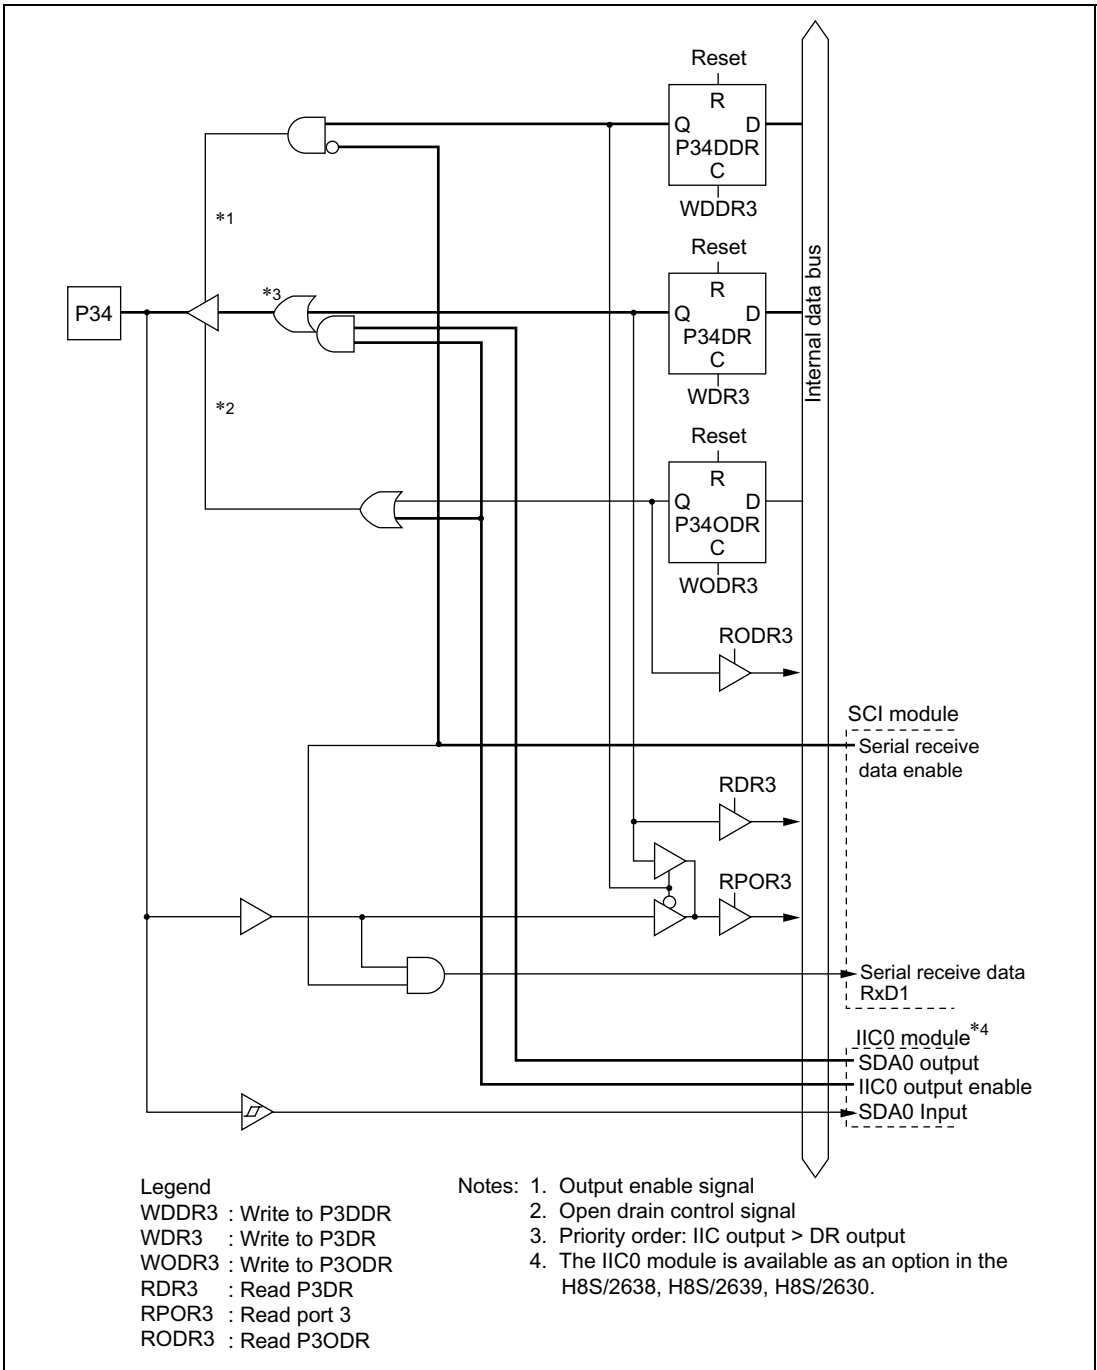 Reset
R
Q D
P34DDR
C
WDDR3
*1
Reset
R
P34
*3
Q D
P34DR
C
WDR3
Internal data bus
*2
Reset
R
Q D
P34ODR
C
WODR3
RODR3
SCI module
Serial receive
data enable
RDR3
RPOR3
Serial receive data
RxD1
IIC0 module*4
SDA0 output
IIC0 output enable
SDA0 Input
Legend
WDDR3 : Write to P3DDR
WDR3 : Write to P3DR
WODR3 : Write to P3ODR
RDR3 : Read P3DR
RPOR3 : Read port 3
RODR3 : Read P3ODR
Notes: 1. Output enable signal
2. Open drain control signal
3. Priority order: IIC output > DR output
4. The IIC0 module is available as an option in the
H8S/2638, H8S/2639, H8S/2630.